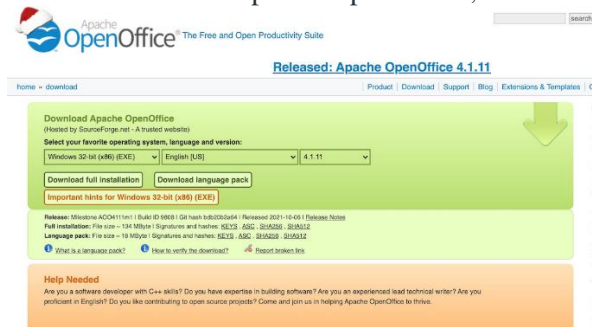 Apache
OpenOffice The Free and Open Productivity Suite
search
Released: Apache OpenOffice 4.1.11
home » download
Product | Download | Support | Blog | Extensions & Templates |
Download Apache OpenOffice
(Hosted by SourceForge.net - A trusted website)
Select your favorite operating system, language and version:
Windows 32-bit (x86) (EXE) English [US] 4.1.11
Download full installation Download language pack
Important hints for Windows 32-bit (x86) (EXE)
Release: Milestone AOO4111m1 | Build ID 9808 | Git hash | Released 2021-10-06 | Release Notes
Full installation: File size ~ 134 MByte | Signatures and hashes: KEYS , ASC , SHA256 , SHA512
Language pack: File size ~ 18 MByte | Signatures and hashes: KEYS , ASC , SHA256 , SHA512
What is a language pack? How to verify the download? Report broken link
Help Needed
Are you a software developer with C++ skills? Do you have expertise in building software? Are you an experienced lead technical writer? Are you
proficient in English? Do you like contributing to open source projects? Come and join us in helping Apache OpenOffice to thrive.